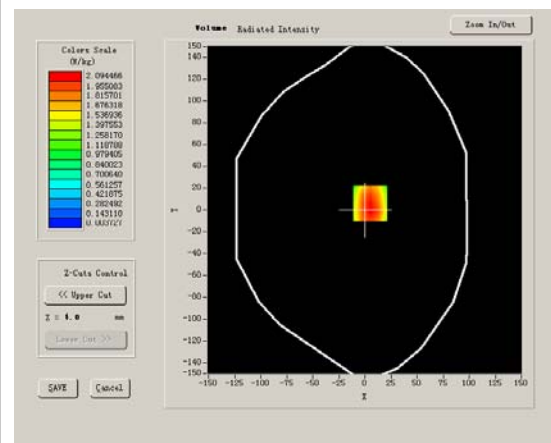 Volume Radiated Intensity
Zoom In/Out
Colors Scale
(W/kg)
2.094466
1.955083
1.815701
1.676318
1.536936
1.397553
1.258170
1.118788
0.979405
0.840023
0.700640
0.561257
0.421875
0.282492
0.143110
0.003727
150
140
120
100
80
60
40
20
0
-20
-40
-60
-80
-100
-120
-140
-150
Y
-150 -125 -100 -75 -50 -25 0 25 50 75 100 125 150
X
Z-Cuts Control
<< Upper Cut
mm
Lower Cut >>
SAVE
Cancel